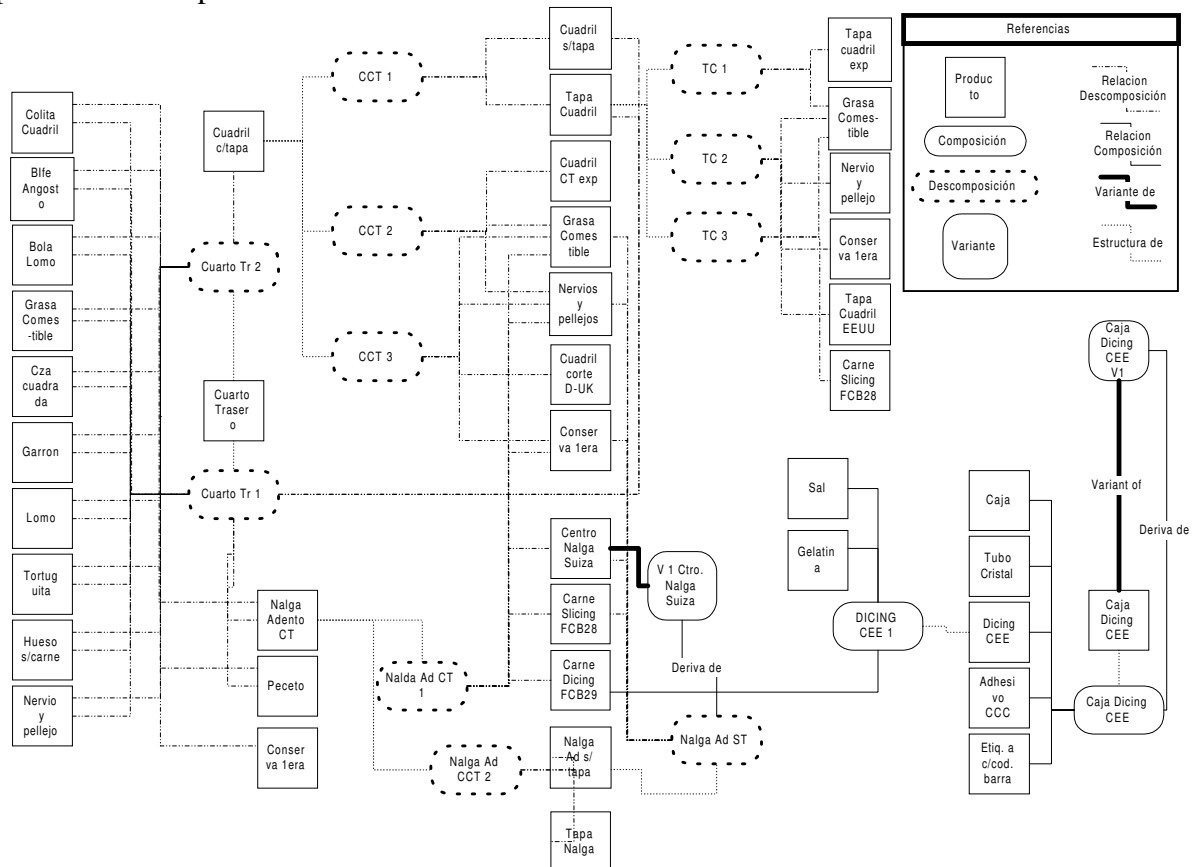 Cuadril
s/tapa
Tapa
Cuadril
Cuadril
CT exp
Grasa
Comes
tible
Nervios
y
pellejos
Cuadril
corte
D-UK
Conser
va 1era
Centro
Nalga
Suiza
Carne
Slicing
FCB28
Carne
Dicing
FCB29
Nalga
Ad s/
tapa
Tapa
Nalga
CCT 1
CCT 2
CCT 3
TC 1
TC 2
TC 3
Tapa
cuadril
exp
Grasa
Comes-
tible
Nervio
y
pellejo
Conser
va 1era
Tapa
Cuadril
EEUU
Carne
Slicing
FCB28
Referencias
Produc
to
Composición
Descomposición
Variante
Relacion
Descomposición
Relacion
Composición
Variante de
Estructura de
Colita
Cuadril
Blfe
Angost
o
Bola
Lomo
Grasa
Comes
-tible
Cza
cuadra
da
Garron
Lomo
Tortug
uita
Hueso
s/carne
Nervio
y
pellejo
Cuadril
c/tapa
Cuarto Tr 2
Cuarto
Traser
o
Cuarto Tr 1
Nalga
Adento
CT
Peceto
Conser
va 1era
Nalda Ad CT
1
Nalga Ad
CCT 2
V 1 Ctro.
Nalga
Suiza
Deriva de
Nalga Ad ST
Sal
Gelatin
a
DICING
CEE 1
Caja
Tubo
Cristal
Dicing
CEE
Adhesi
vo
CCC
Etiq. a
c/cod.
barra
Caja
Dicing
CEE
V1
Variant of
Deriva de
Caja
Dicing
CEE
Caja Dicing
CEE